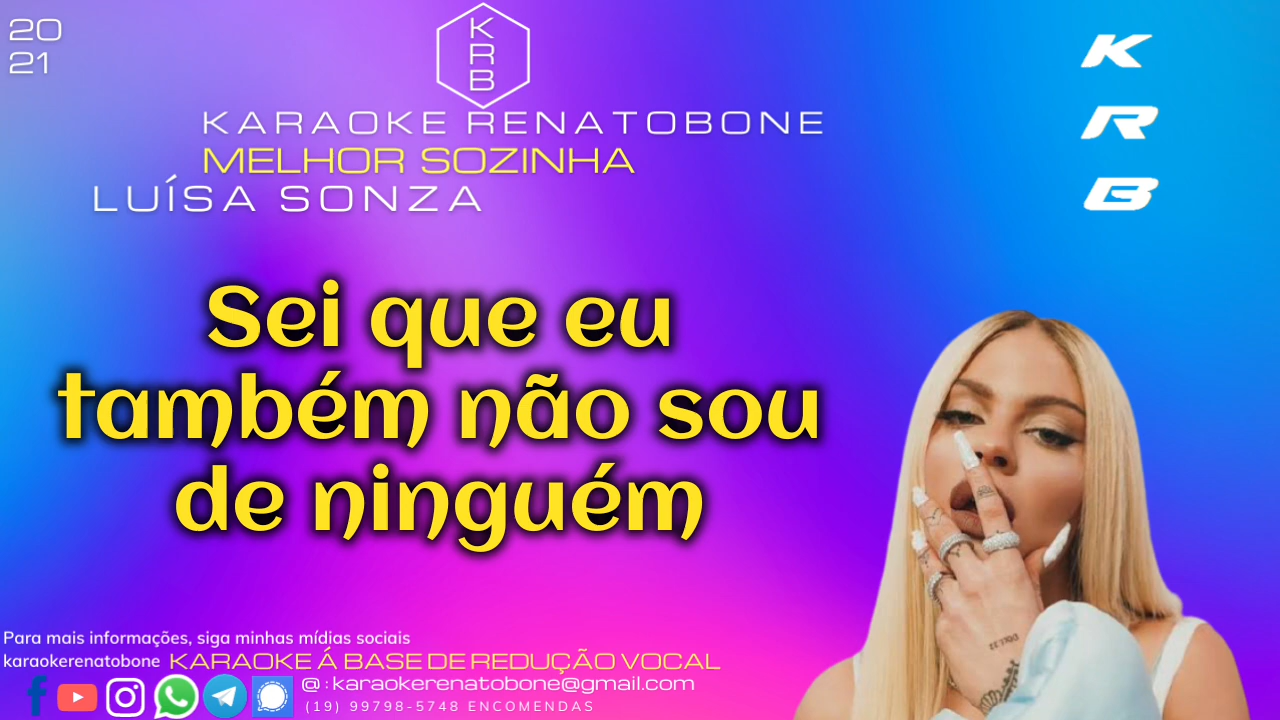 20
21
K
R
B
KARAOKE RENATOBONE
MELHOR SOZINHA
LUÍSA SONZA
K
R
B
Sei que eu
também não sou
de ninguém
Para mais informações, siga minhas mídias sociais
karaokerenatobone KARAOKE Á BASE DE REDUÇÃO VOCAL
@ : karaokerenatobone@gmail.com
(19) 99798-5748 ENCOMENDAS